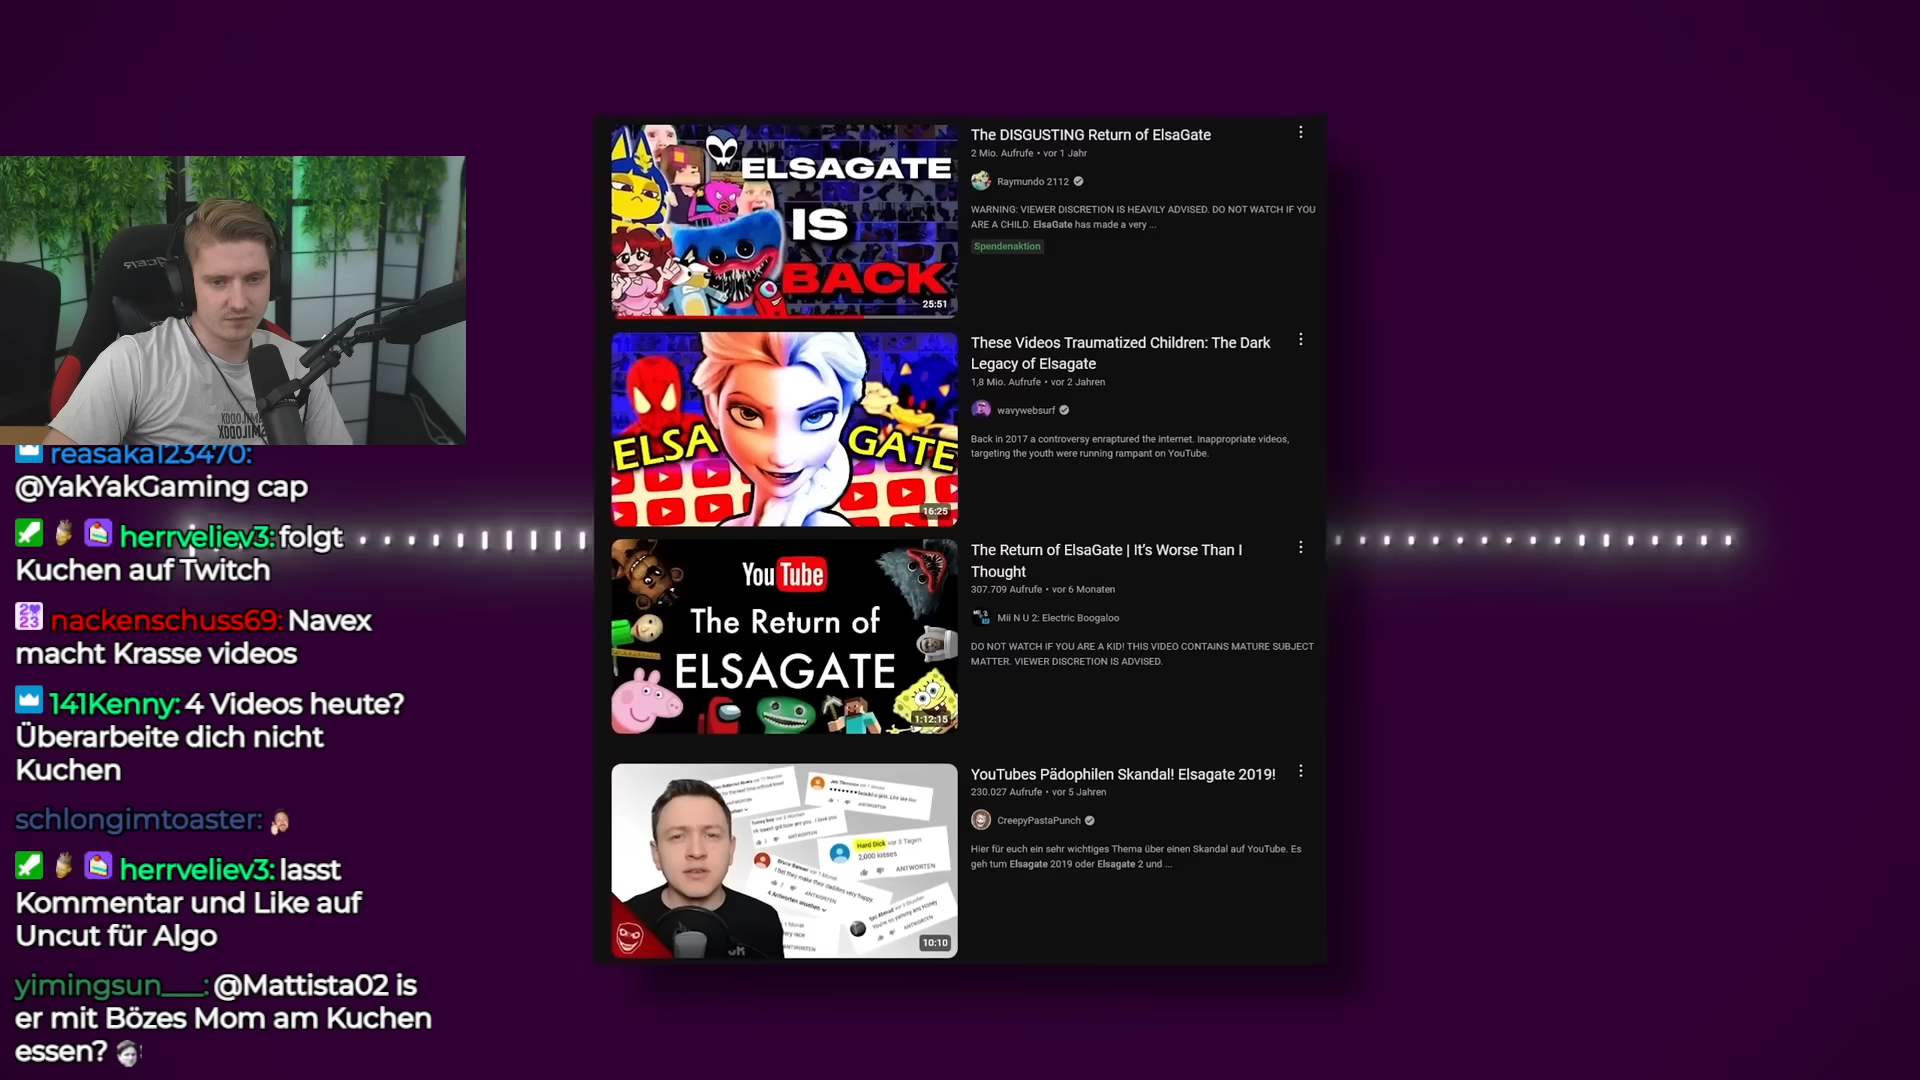 reasaka123470:
@YakYakGaming cap
herrveliev3: folgt
Kuchen auf Twitch
nackenschuss69: Navex
macht Krasse videos
141Kenny: 4 Videos heute?
Überarbeite dich nicht
Kuchen
schlongimtoaster:
herrveliev3: lasst
Kommentar und Like auf
Uncut für Algo
yimingsun___: @Mattista02 is
er mit Bözes Mom am Kuchen
essen?
ELSAGATE
IS
BACK
25:51
The DISGUSTING Return of ElsaGate
2 Mio. Aufrufe • vor 1 Jahr
Raymundo 2112
WARNING: VIEWER DISCRETION IS HEAVILY ADVISED. DO NOT WATCH IF YOU
ARE A CHILD. ElsaGate has made a very ...
Spendenaktion
ELSA GATE
16:25
These Videos Traumatized Children: The Dark
Legacy of Elsagate
1,8 Mio. Aufrufe • vor 2 Jahren
wavywebsurf
Back in 2017 a controversy enraptured the internet. Inappropriate videos,
targeting the youth were running rampant on YouTube.
YouTube
The Return of
ELSAGATE
1:12:15
The Return of ElsaGate | It's Worse Than I
Thought
307.709 Aufrufe • vor 6 Monaten
Mii N U 2: Electric Boogaloo
DO NOT WATCH IF YOU ARE A KID! THIS VIDEO CONTAINS MATURE SUBJECT
MATTER. VIEWER DISCRETION IS ADVISED.
Hard Dick vor 3 Tagen
2,000 kisses
ANTWORTEN
10:10
YouTubes Pädophilen Skandal! Elsagate 2019!
230.027 Aufrufe • vor 5 Jahren
CreepyPastaPunch
Hier für euch ein sehr wichtiges Thema über einen Skandal auf YouTube. Es
geh tum Elsagate 2019 oder Elsagate 2 und ...